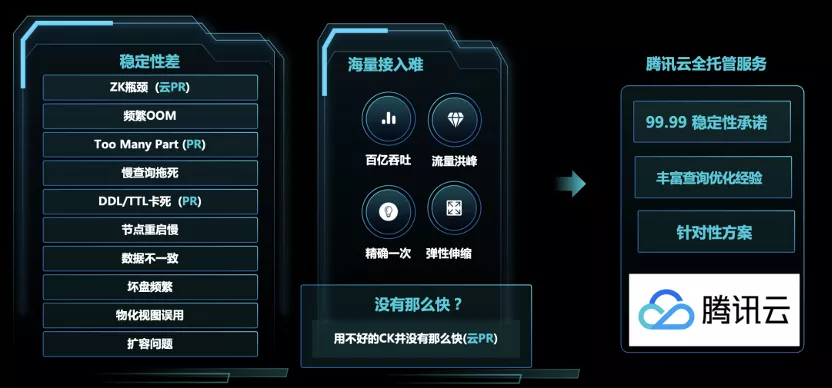 稳定性差
ZK瓶颈（云PR）
频繁OOM
Too Many Part (PR)
慢查询拖死
DDL/TTL卡死（PR）
节点重启慢
数据不一致
坏盘频繁
物化视图误用
扩容问题
海量接入难
百亿吞吐
流量洪峰
精确一次
弹性伸缩
没有那么快？
用不好的CK并没有那么快(云PR)
腾讯云全托管服务
99.99 稳定性承诺
丰富查询优化经验
针对性方案
腾讯云